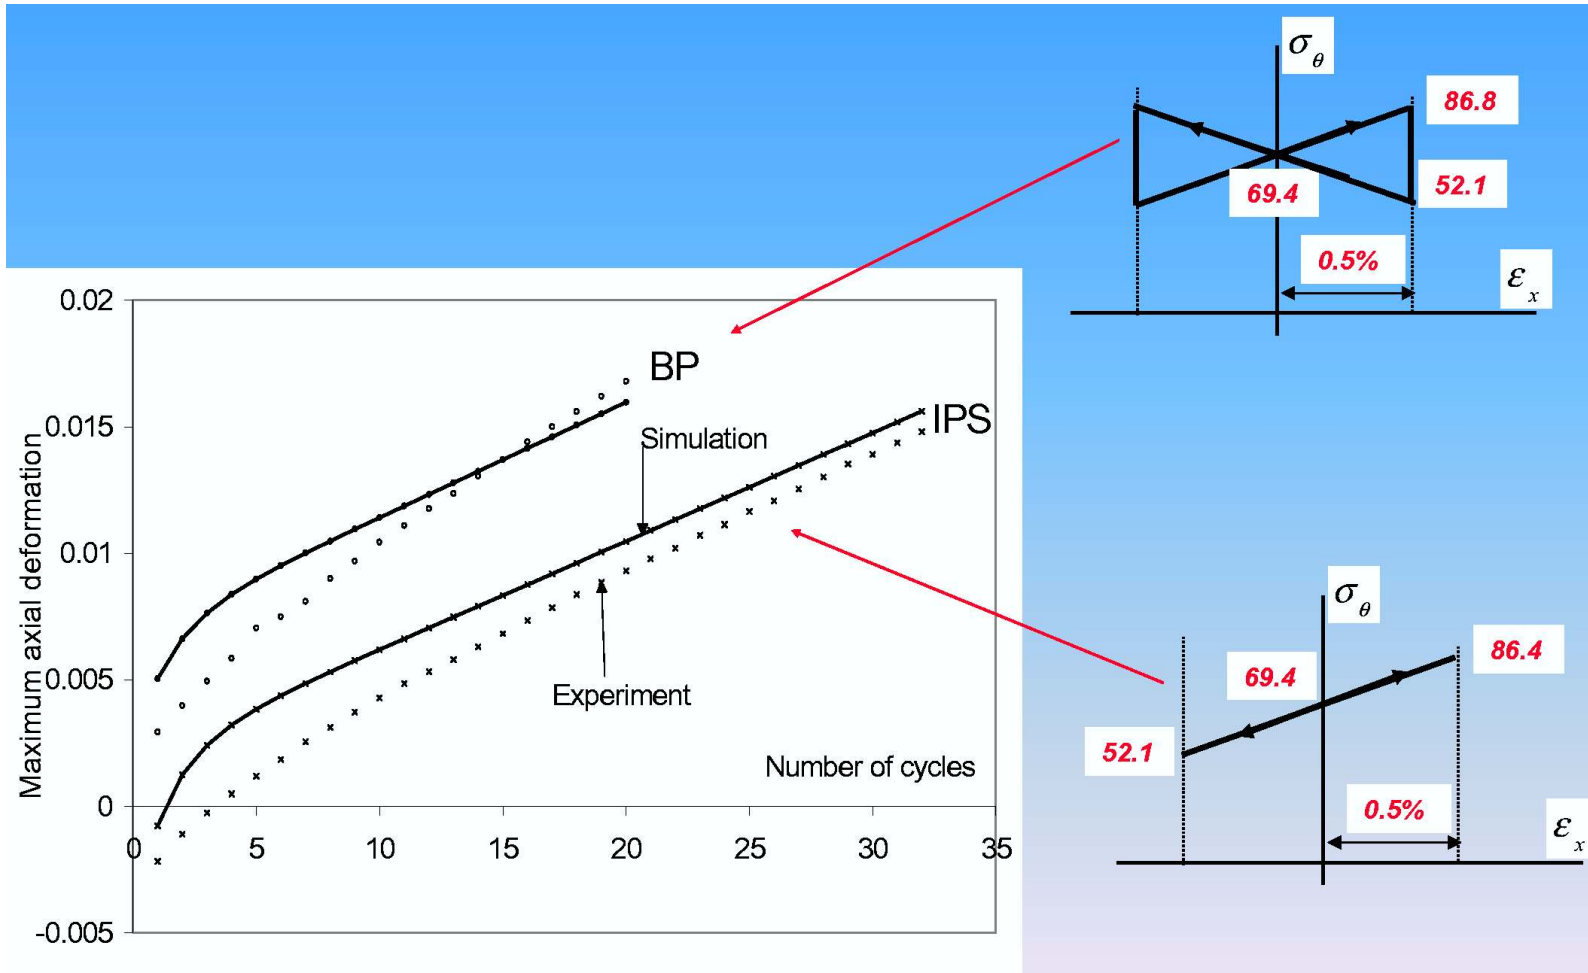 σθ
86.8
52.1
69.4
0.5%
εx
0.02
BP
0.015
IPS
Simulation
0.01
Maximum axial deformation
0.005
Experiment
Number of cycles
0
0 5 10 15 20 25 30 35
-0.005
σθ
86.4
69.4
52.1
0.5%
εx